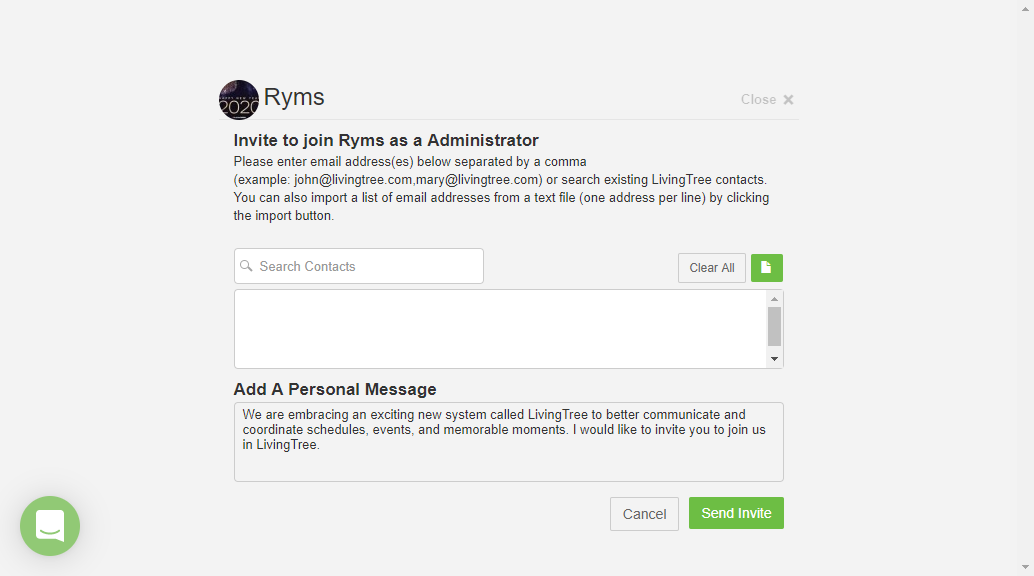 HAPPY NEW YEAR
2020
Ryms
Close ×
Invite to join Ryms as a Administrator
Please enter email address(es) below separated by a comma
(example: john@livingtree.com,mary@livingtree.com) or search existing LivingTree contacts.
You can also import a list of email addresses from a text file (one address per line) by clicking
the import button.
Search Contacts
Clear All
Add A Personal Message
We are embracing an exciting new system called LivingTree to better communicate and
coordinate schedules, events, and memorable moments. I would like to invite you to join us
in LivingTree.
Cancel
Send Invite